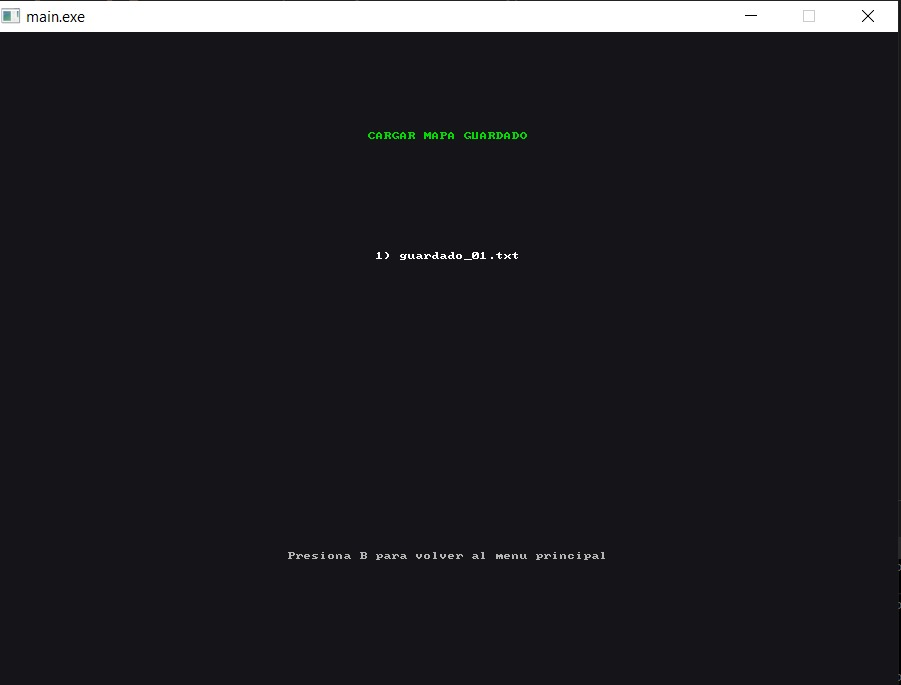 main.exe
CARGAR MAPA GUARDADO
1) guardado_01.txt
Presiona B para volver al menu principal